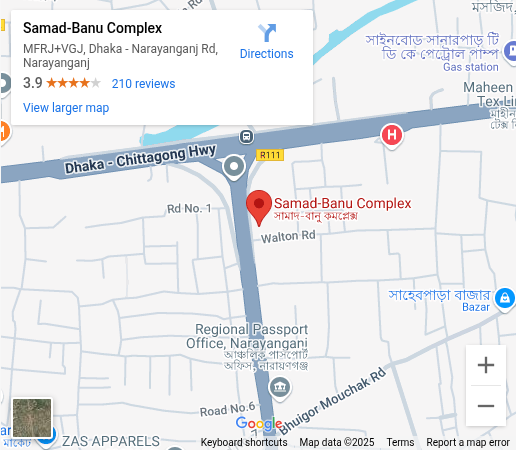 Samad-Banu Complex
MFRJ+VGJ, Dhaka - Narayanganj Rd,
Narayanganj
Directions
3.9
210 reviews
View larger map
সাইনবোড সানারপাড় টি
ডি কে পেট্রোল পাম্প
Gas station
Maheen
Tex Lin
H
Dhaka - Chittagong Hwy
R111
Rd No. 1
Samad-Banu Complex
সামাদ-বানু কমপ্লেক্স
Walton Rd
সাহেবপাড়া বাজার
Bazar
Regional Passport
Office, Narayanganj
আঞ্চলিক পাসপোর্ট
অফিস, নারায়ণগঞ্জ
Bhuigor Mouchak Rd
Road No.6
Google
মার্কেট
ZAS APPARELS
Keyboard shortcuts
Map data ©2025
Terms
Report a map error